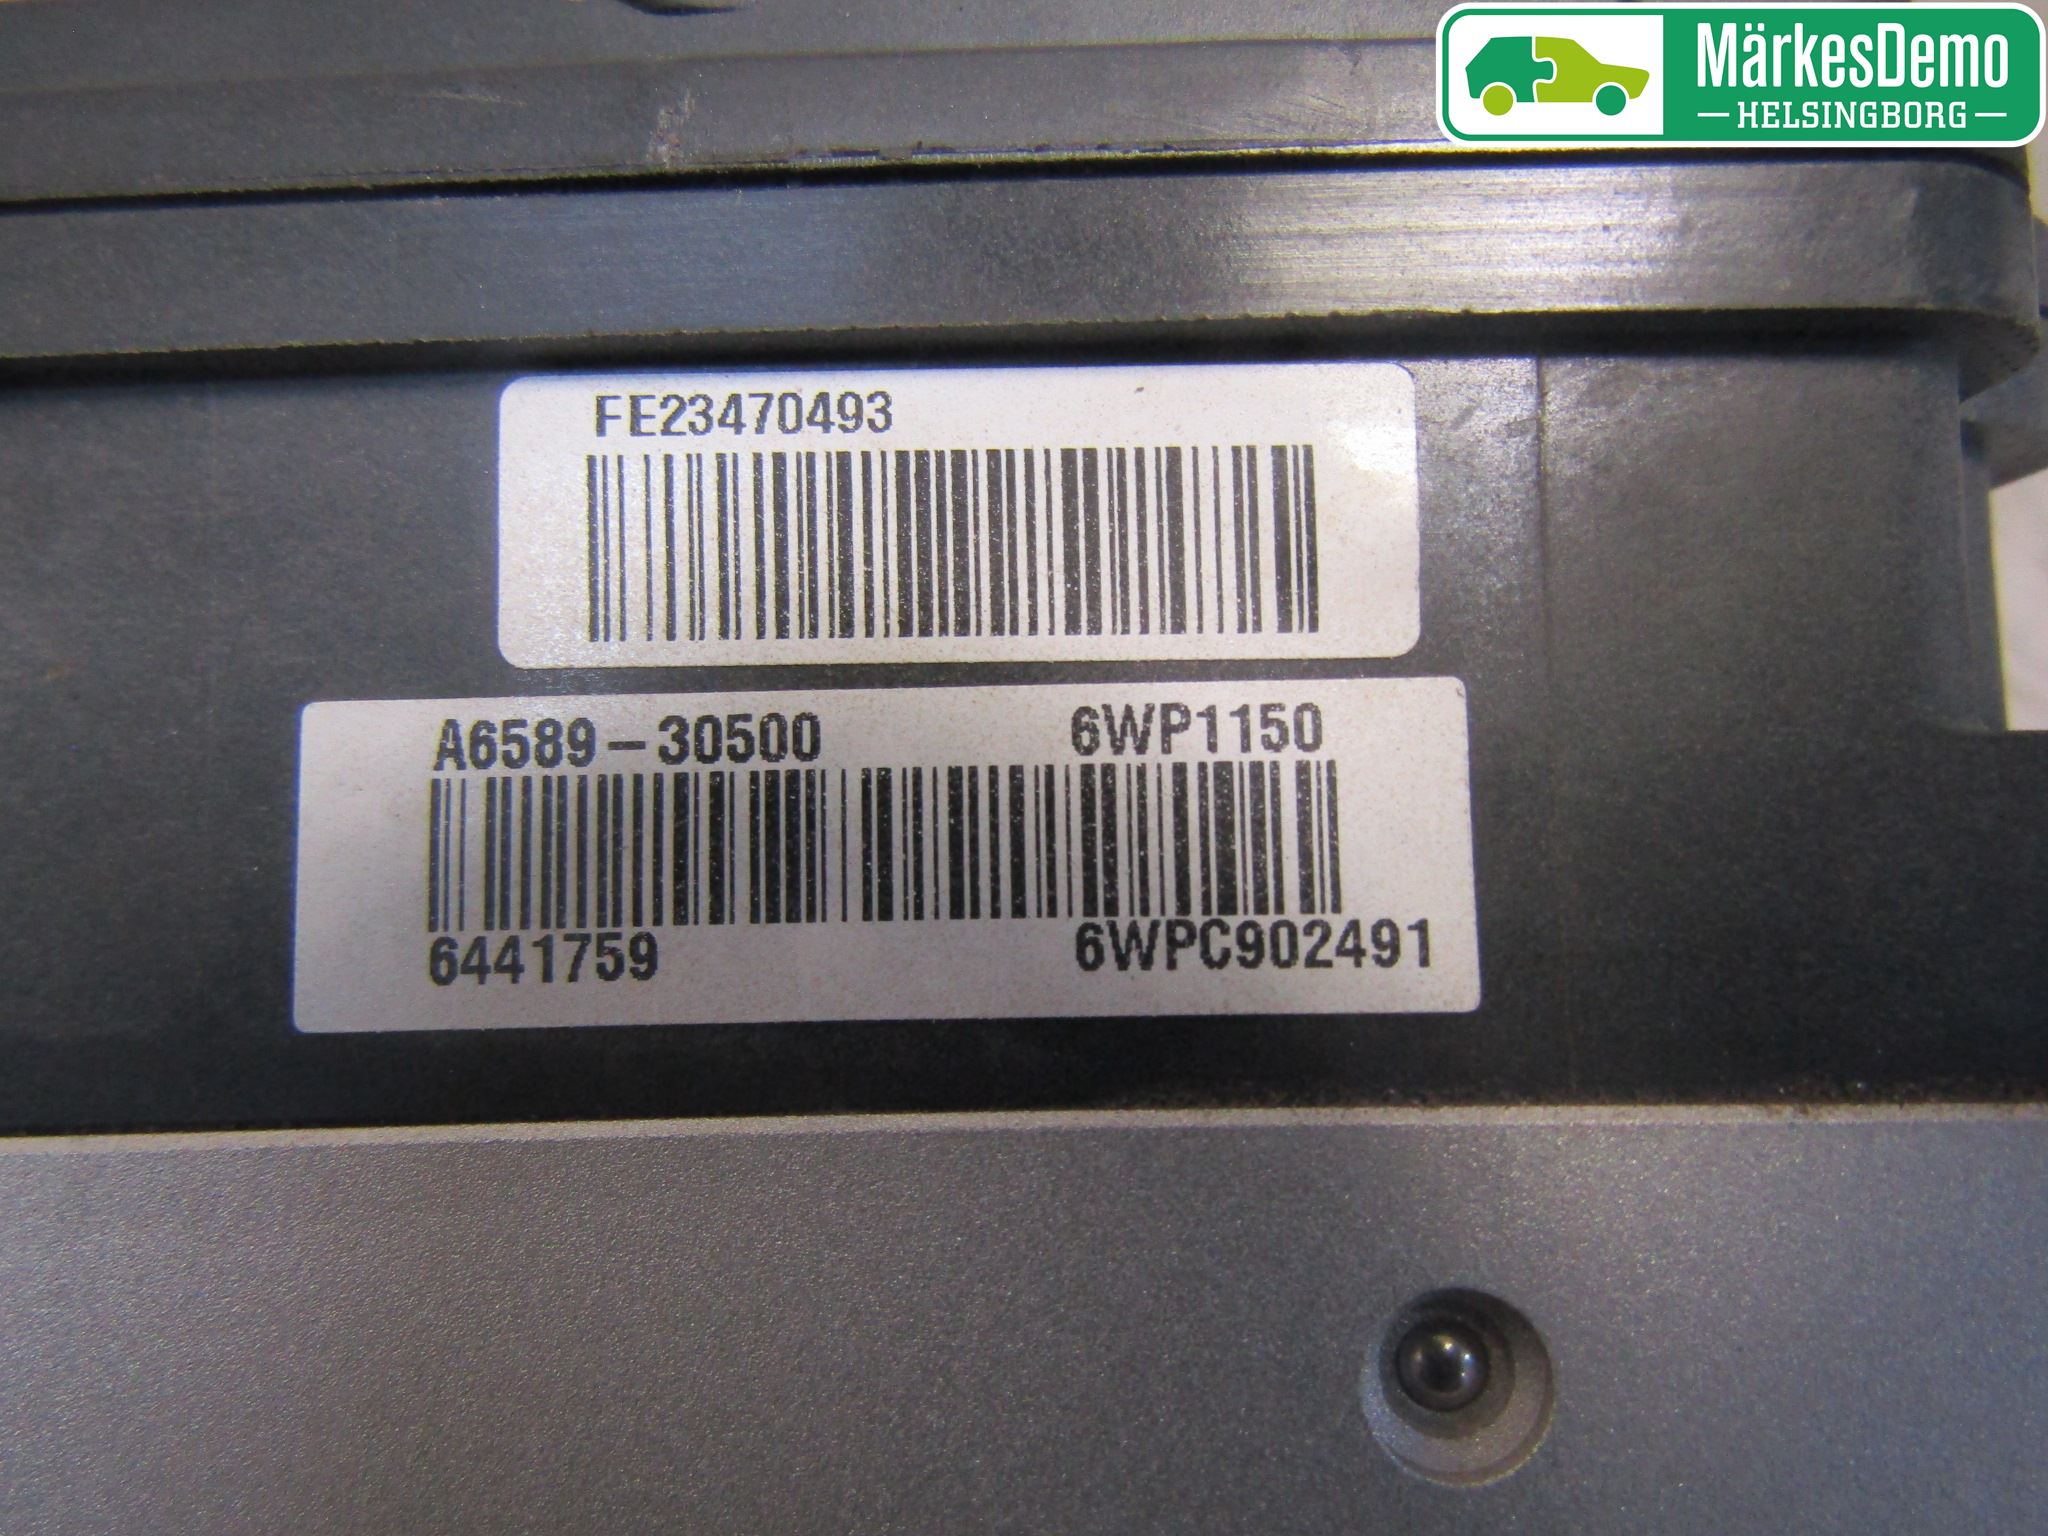 MärkesDemo
HELSINGBORG
FE23470493
A6589-30500 6WP1150
6441759 6WPC902491